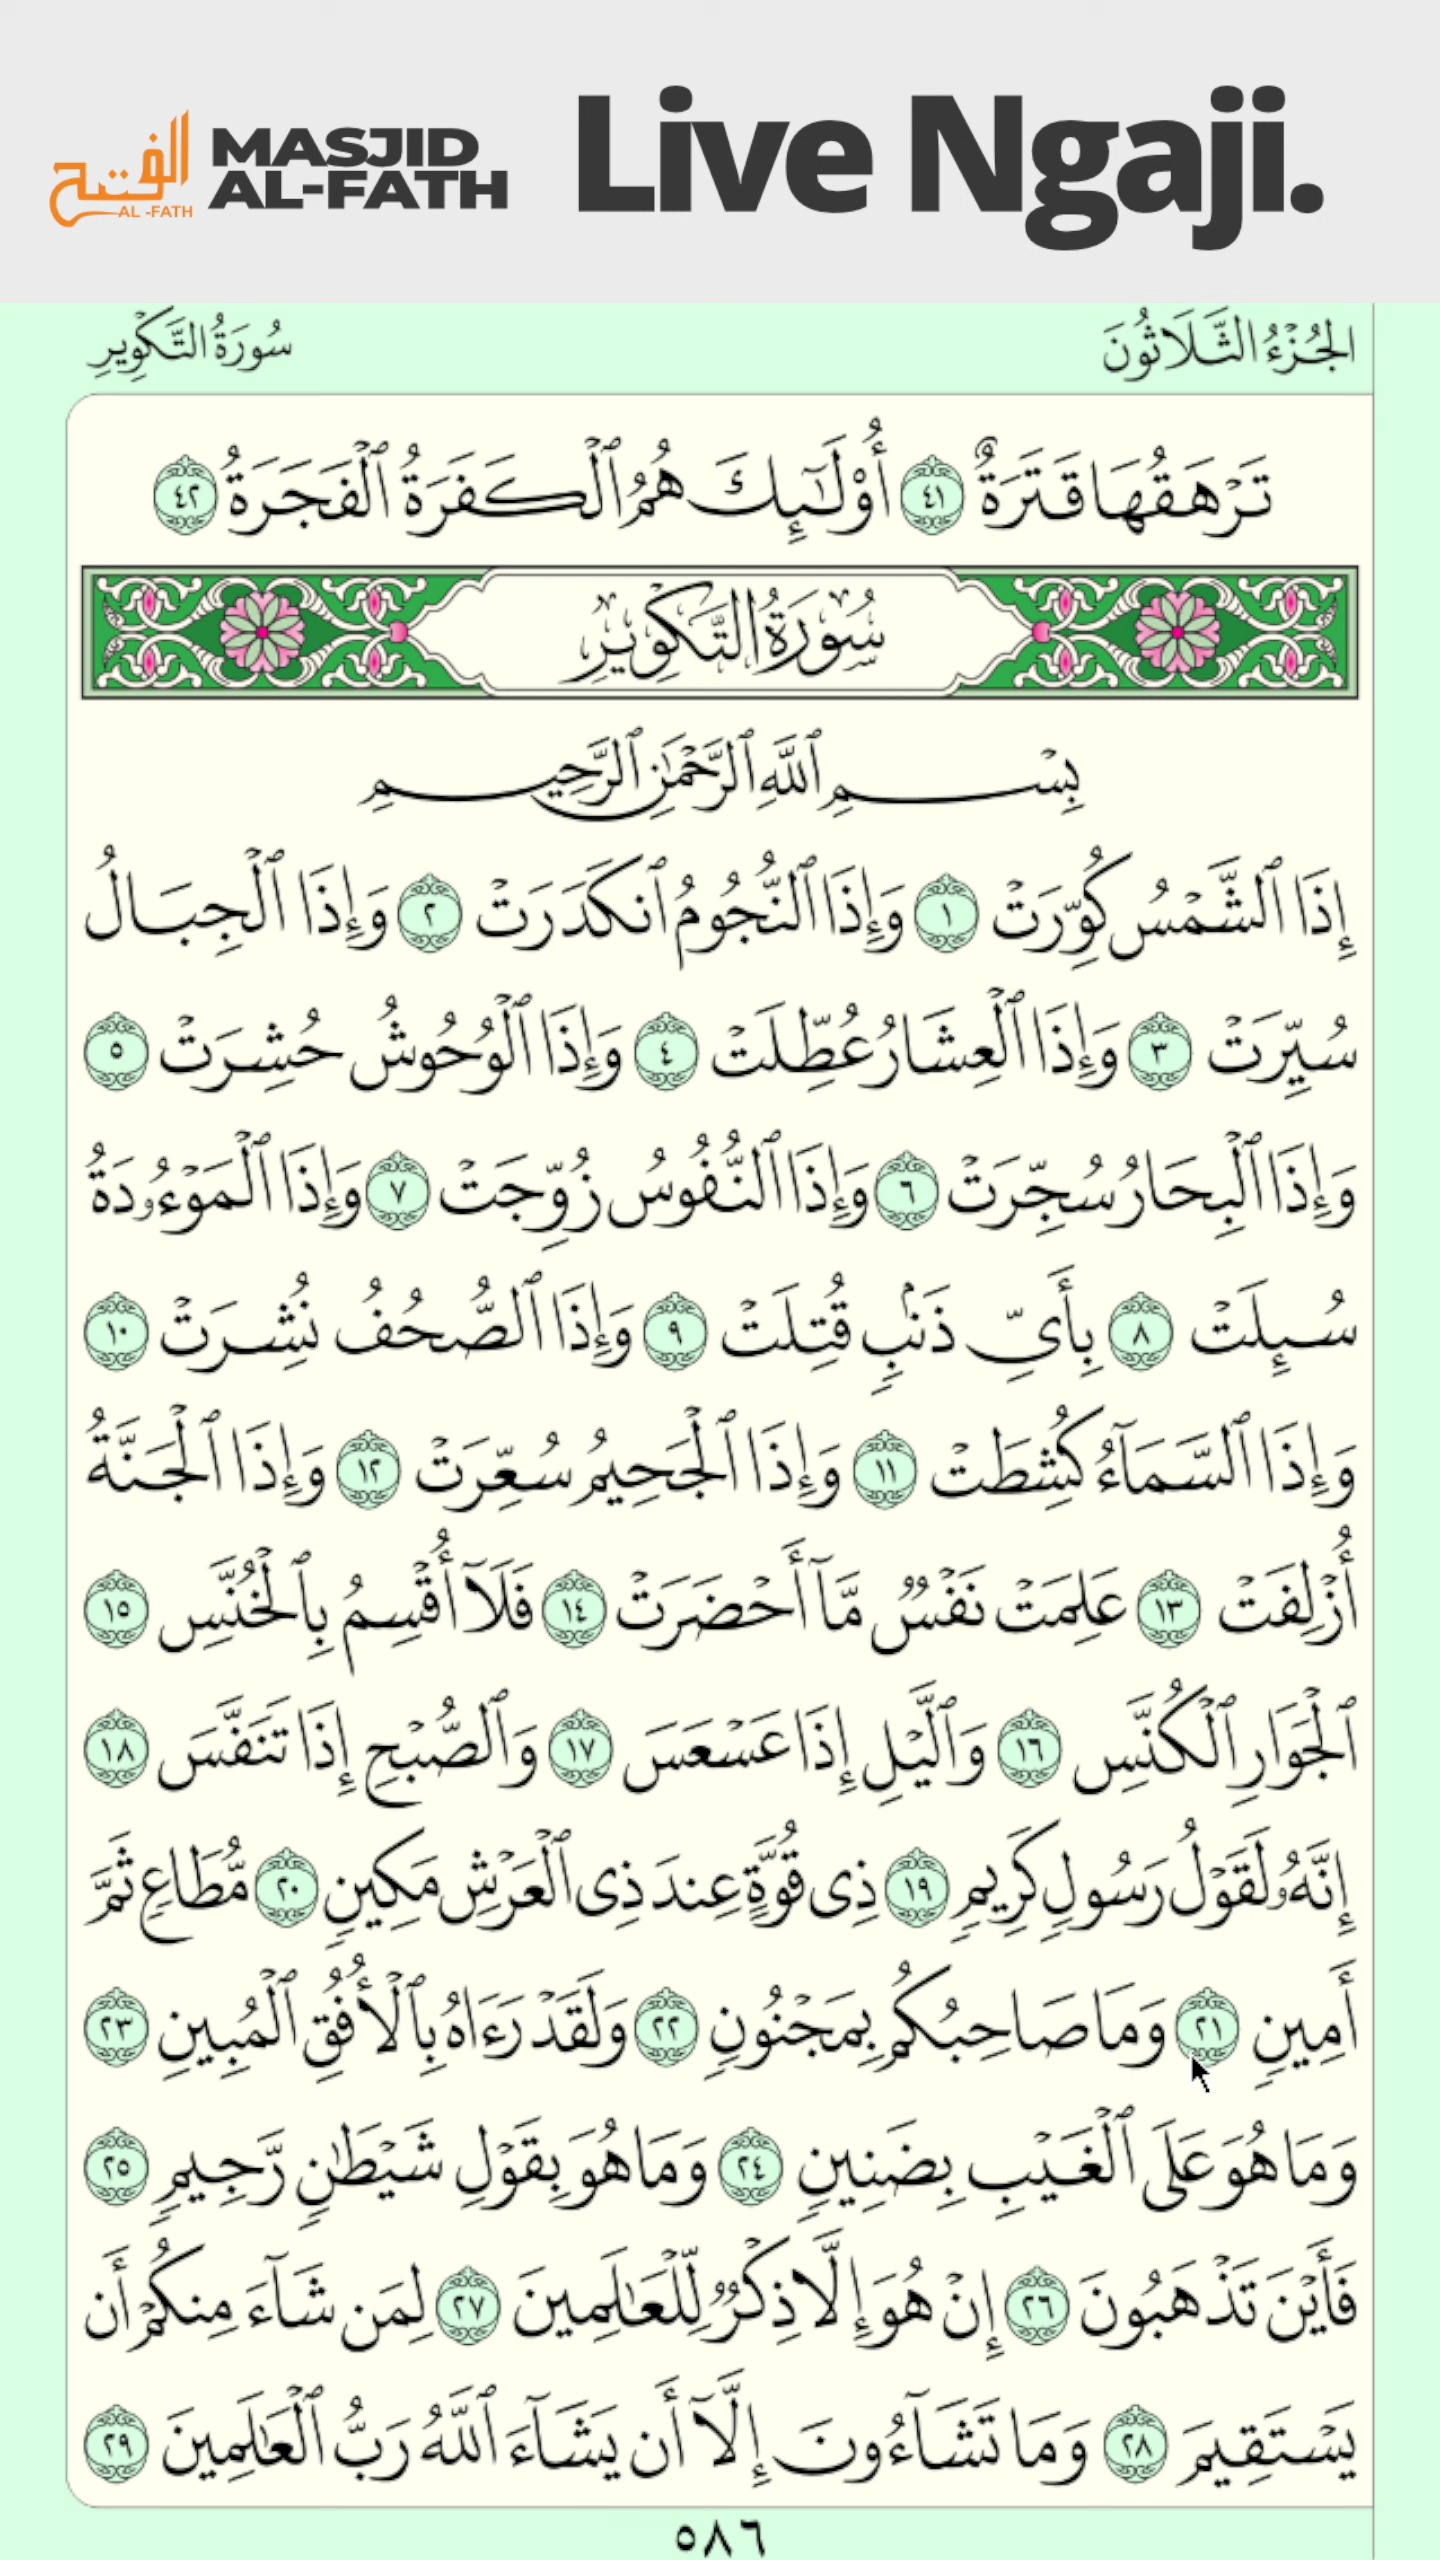 الفتح
AL -FATH
MASJID
AL-FATH
Live Ngaji.
الجُزْءُ الثَّلَاثُونَ
سُورَةُ التَّكْوِيرِ
تَرْهَقُهَا قَتَرَةٌ ٤١ أُوْلَٰٓئِكَ هُمُ ٱلْكَفَرَةُ ٱلْفَجَرَةُ ٤٢
سُورَةُ التَّكْوِيرِ
بِسْمِ ٱللَّهِ ٱلرَّحْمَٰنِ ٱلرَّحِيمِ
إِذَا ٱلشَّمْسُ كُوِّرَتْ ١ وَإِذَا ٱلنُّجُومُ ٱنكَدَرَتْ ٢ وَإِذَا ٱلْجِبَالُ
سُيِّرَتْ ٣ وَإِذَا ٱلْعِشَارُ عُطِّلَتْ ٤ وَإِذَا ٱلْوُحُوشُ حُشِرَتْ ٥
وَإِذَا ٱلْبِحَارُ سُجِّرَتْ ٦ وَإِذَا ٱلنُّفُوسُ زُوِّجَتْ ٧ وَإِذَا ٱلْمَوْءُۥدَةُ
سُئِلَتْ ٨ بِأَيِّ ذَنۢبٍ قُتِلَتْ ٩ وَإِذَا ٱلصُّحُفُ نُشِرَتْ ١٠
وَإِذَا ٱلسَّمَآءُ كُشِطَتْ ١١ وَإِذَا ٱلْجَحِيمُ سُعِّرَتْ ١٢ وَإِذَا ٱلْجَنَّةُ
أُزْلِفَتْ ١٣ عَلِمَتْ نَفْسٌ مَّآ أَحْضَرَتْ ١٤ فَلَآ أُقْسِمُ بِٱلْخُنَّسِ ١٥
ٱلْجَوَارِ ٱلْكُنَّسِ ١٦ وَٱلَّيْلِ إِذَا عَسْعَسَ ١٧ وَٱلصُّبْحِ إِذَا تَنَفَّسَ ١٨
إِنَّهُۥ لَقَوْلُ رَسُولٍ كَرِيمٍ ١٩ ذِى قُوَّةٍ عِندَ ذِى ٱلْعَرْشِ مَكِينٍ ٢٠ مُّطَاعٍ ثَمَّ
أَمِينٍ ٢١ وَمَا صَاحِبُكُم بِمَجْنُونٍ ٢٢ وَلَقَدْ رَءَاهُ بِٱلْأُفُقِ ٱلْمُبِينِ ٢٣
وَمَا هُوَ عَلَى ٱلْغَيْبِ بِضَنِينٍ ٢٤ وَمَا هُوَ بِقَوْلِ شَيْطَٰنٍ رَّجِيمٍ ٢٥
فَأَيْنَ تَذْهَبُونَ ٢٦ إِنْ هُوَ إِلَّا ذِكْرٌ لِّلْعَٰلَمِينَ ٢٧ لِمَن شَآءَ مِنكُمْ أَن
يَسْتَقِيمَ ٢٨ وَمَا تَشَآءُونَ إِلَّآ أَن يَشَآءَ ٱللَّهُ رَبُّ ٱلْعَٰلَمِينَ ٢٩
٥٨٦